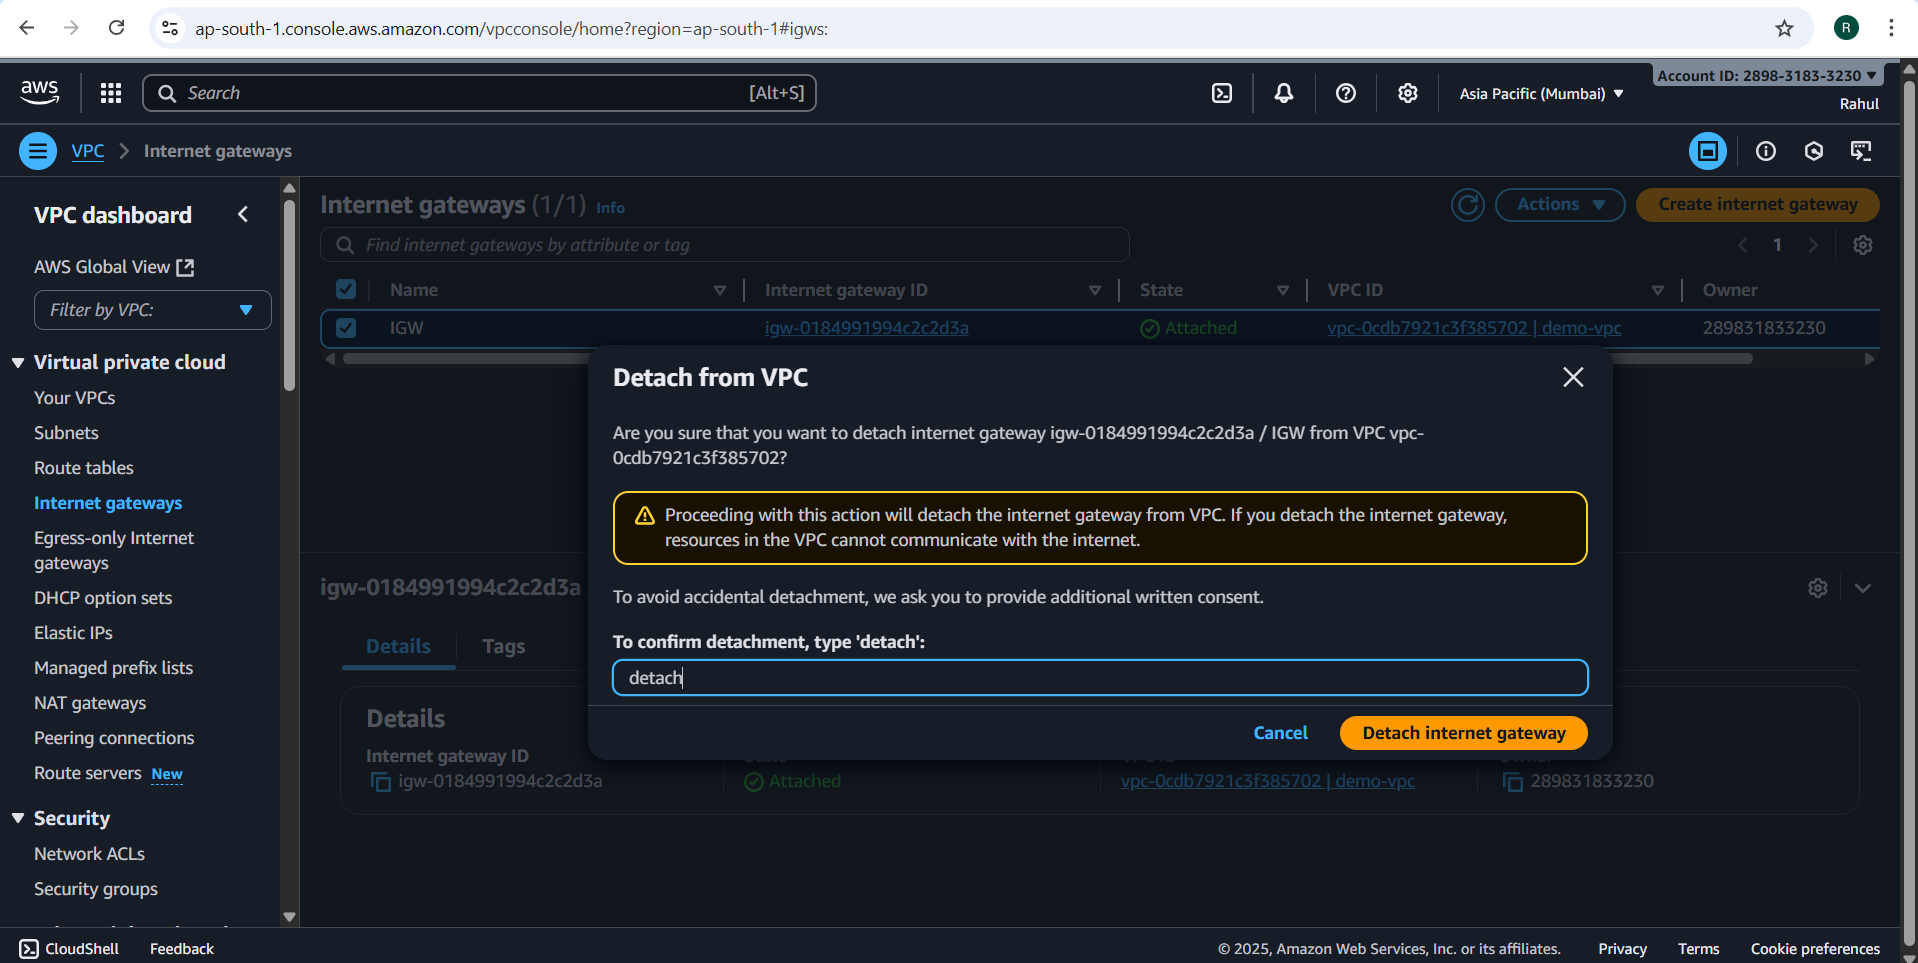 ap-south-1.console.aws.amazon.com/vpcconsole/home?region=ap-south-1#igws:
R
aws
Search
[Alt+S]
Asia Pacific (Mumbai)
Account ID: 2898-3183-3230
Rahul
VPC
Internet gateways
VPC dashboard
AWS Global View
Filter by VPC:
Virtual private cloud
Your VPCs
Subnets
Route tables
Internet gateways
Egress-only Internet
gateways
DHCP option sets
Elastic IPs
Managed prefix lists
NAT gateways
Peering connections
Route servers New
Security
Network ACLs
Security groups
Internet gateways (1/1) Info
Actions
Create internet gateway
Find internet gateways by attribute or tag
1
Name
Internet gateway ID
State
VPC ID
Owner
IGW
igw-0184991994c2c2d3a
Attached
vpc-0cdb7921c3f385702 | demo-vpc
289831833230
Detach from VPC
Are you sure that you want to detach internet gateway igw-0184991994c2c2d3a / IGW from VPC vpc-
0cdb7921c3f385702?
Proceeding with this action will detach the internet gateway from VPC. If you detach the internet gateway,
resources in the VPC cannot communicate with the internet.
To avoid accidental detachment, we ask you to provide additional written consent.
To confirm detachment, type 'detach':
detach
Cancel
Detach internet gateway
igw-0184991994c2c2d3a
Details
Tags
Details
Internet gateway ID
igw-0184991994c2c2d3a
Attached
vpc-0cdb7921c3f385702 | demo-vpc
289831833230
CloudShell
Feedback
© 2025, Amazon Web Services, Inc. or its affiliates.
Privacy
Terms
Cookie preferences